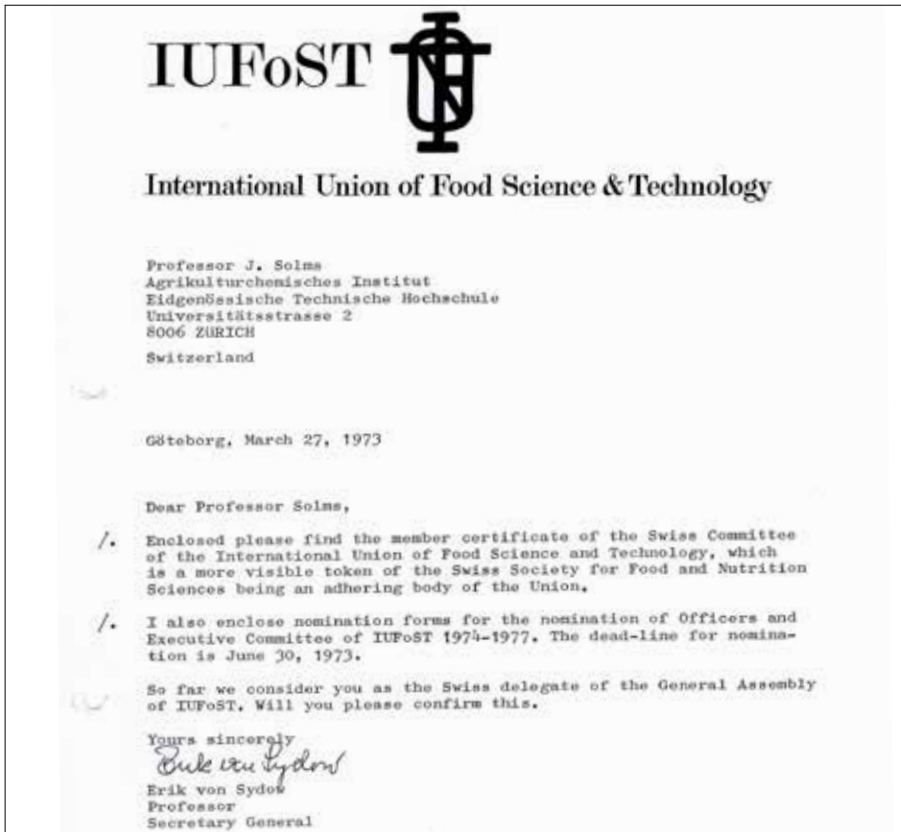 IUFoST
International Union of Food Science & Technology
Professor J. Solms
Agrikulturchemisches Institut
Eidgenössische Technische Hochschule
Universitätsstrasse 2
8006 ZÜRICH
Switzerland
Göteborg, March 27, 1973
Dear Professor Solms,
/. Enclosed please find the member certificate of the Swiss Committee
of the International Union of Food Science and Technology, which
is a more visible token of the Swiss Society for Food and Nutrition
Sciences being an adhering body of the Union.
/. I also enclose nomination forms for the nomination of Officers and
Executive Committee of IUFoST 1974-1977. The dead-line for nomina-
tion is June 30, 1973.
So far we consider you as the Swiss delegate of the General Assembly
of IUFoST. Will you please confirm this.
Yours sincerely
Erik von Sydow
Erik von Sydow
Professor
Secretary General